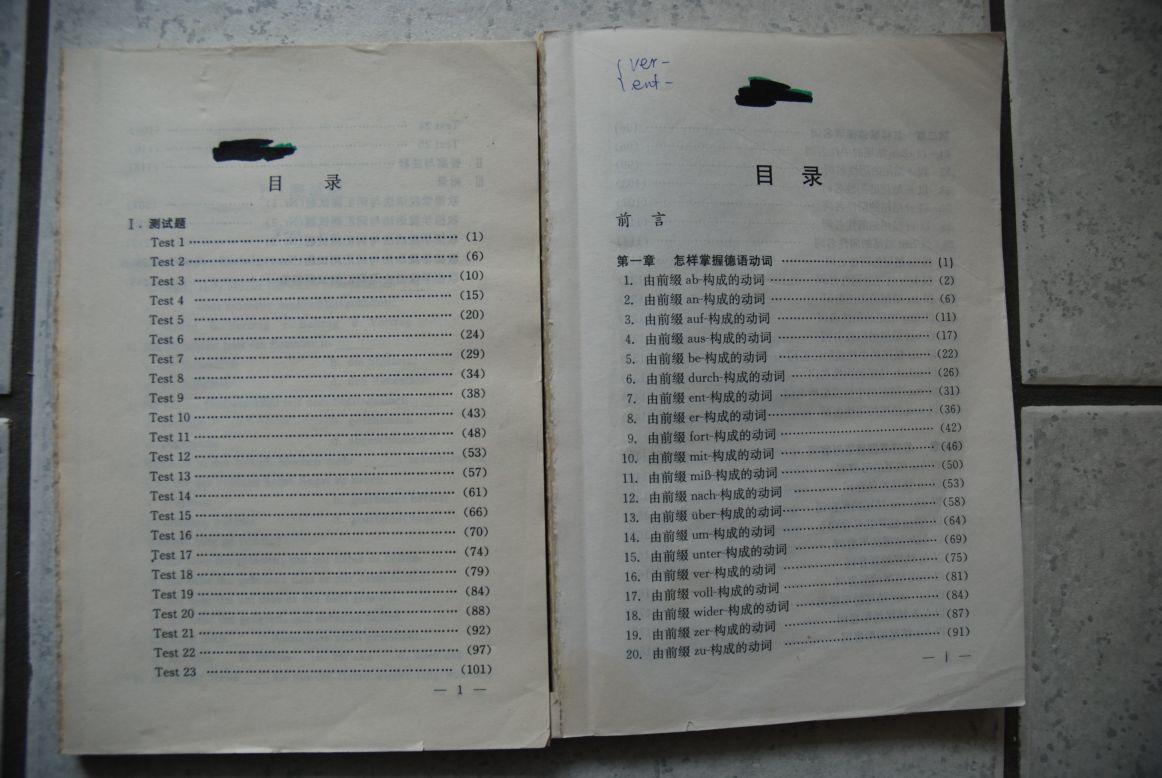 目 录
Ⅰ. 测试题
Test 1 ………………………………… (1)
Test 2 ………………………………… (6)
Test 3 ………………………………… (10)
Test 4 ………………………………… (15)
Test 5 ………………………………… (20)
Test 6 ………………………………… (24)
Test 7 ………………………………… (29)
Test 8 ………………………………… (34)
Test 9 ………………………………… (38)
Test 10 ………………………………… (43)
Test 11 ………………………………… (48)
Test 12 ………………………………… (53)
Test 13 ………………………………… (57)
Test 14 ………………………………… (61)
Test 15 ………………………………… (66)
Test 16 ………………………………… (70)
Test 17 ………………………………… (74)
Test 18 ………………………………… (79)
Test 19 ………………………………… (84)
Test 20 ………………………………… (88)
Test 21 ………………………………… (92)
Test 22 ………………………………… (97)
Test 23 ………………………………… (101)
— 1 —
ver-
ent-
目 录
前 言
第一章 怎样掌握德语动词 ………………… (1)
1. 由前缀 ab-构成的动词 ………………… (2)
2. 由前缀 an-构成的动词 ………………… (6)
3. 由前缀 auf-构成的动词 ………………… (11)
4. 由前缀 aus-构成的动词 ………………… (17)
5. 由前缀 be-构成的动词 ………………… (22)
6. 由前缀 durch-构成的动词 ………………… (26)
7. 由前缀 ent-构成的动词 ………………… (31)
8. 由前缀 er-构成的动词 ………………… (36)
9. 由前缀 fort-构成的动词 ………………… (42)
10. 由前缀 mit-构成的动词 ………………… (46)
11. 由前缀 miß-构成的动词 ………………… (50)
12. 由前缀 nach-构成的动词 ………………… (53)
13. 由前缀 über-构成的动词 ………………… (58)
14. 由前缀 um-构成的动词 ………………… (64)
15. 由前缀 unter-构成的动词 ………………… (69)
16. 由前缀 ver-构成的动词 ………………… (75)
17. 由前缀 voll-构成的动词 ………………… (81)
18. 由前缀 wider-构成的动词 ………………… (84)
19. 由前缀 zer-构成的动词 ………………… (87)
20. 由前缀 zu-构成的动词 ………………… (91)
— 1 —